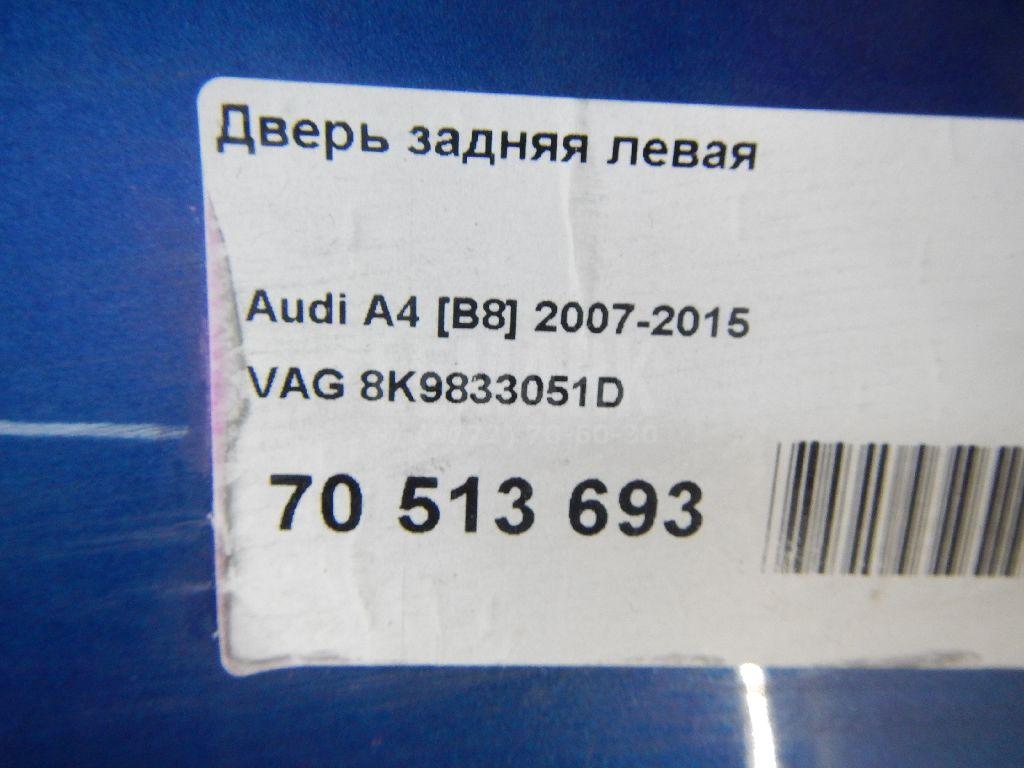 Дверь задняя левая
Audi A4 [B8] 2007-2015
VAG 8K9833051D
70 513 693